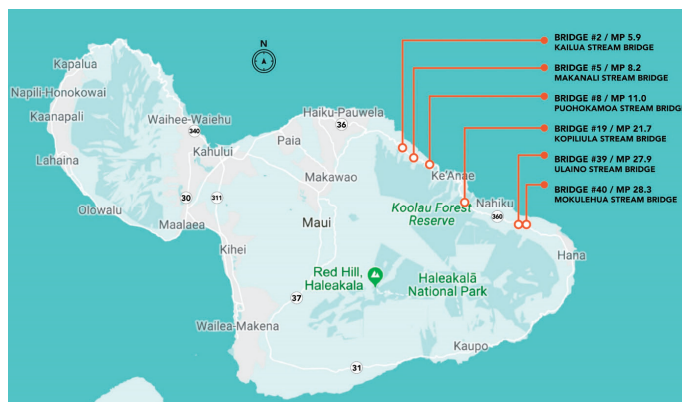 N
BRIDGE #2 / MP 5.9
KAILUA STREAM BRIDGE
BRIDGE #5 / MP 8.2
MAKANALI STREAM BRIDGE
BRIDGE #8 / MP 11.0
PUOHOKAMOA STREAM BRIDG
BRIDGE #19 / MP 21.7
KOPILIULA STREAM BRIDGE
BRIDGE #39 / MP 27.9
ULAINO STREAM BRIDGE
BRIDGE #40 / MP 28.3
MOKULEHUA STREAM BRIDGE
Kapalua
Napili-Honokowai
Kaanapali
Lahaina
Olowalu
Waihee-Waiehu
340
Kahului
30
311
Maalaea
Kihei
Paia
Haiku-Pauwela
36
Makawao
Maui
Ke'Anae
Koolau Forest
Reserve
Nahiku
360
Hana
Red Hill,
Haleakala
Haleakalā
National Park
37
Wailea-Makena
Kaupo
31